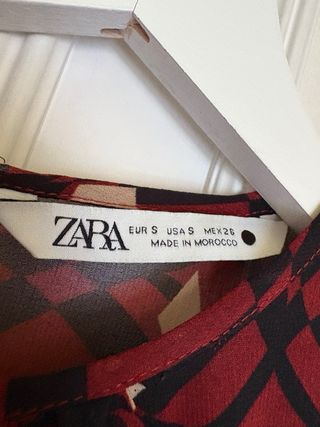 ZARA
EUR S USA S MEX 26
MADE IN MOROCCO